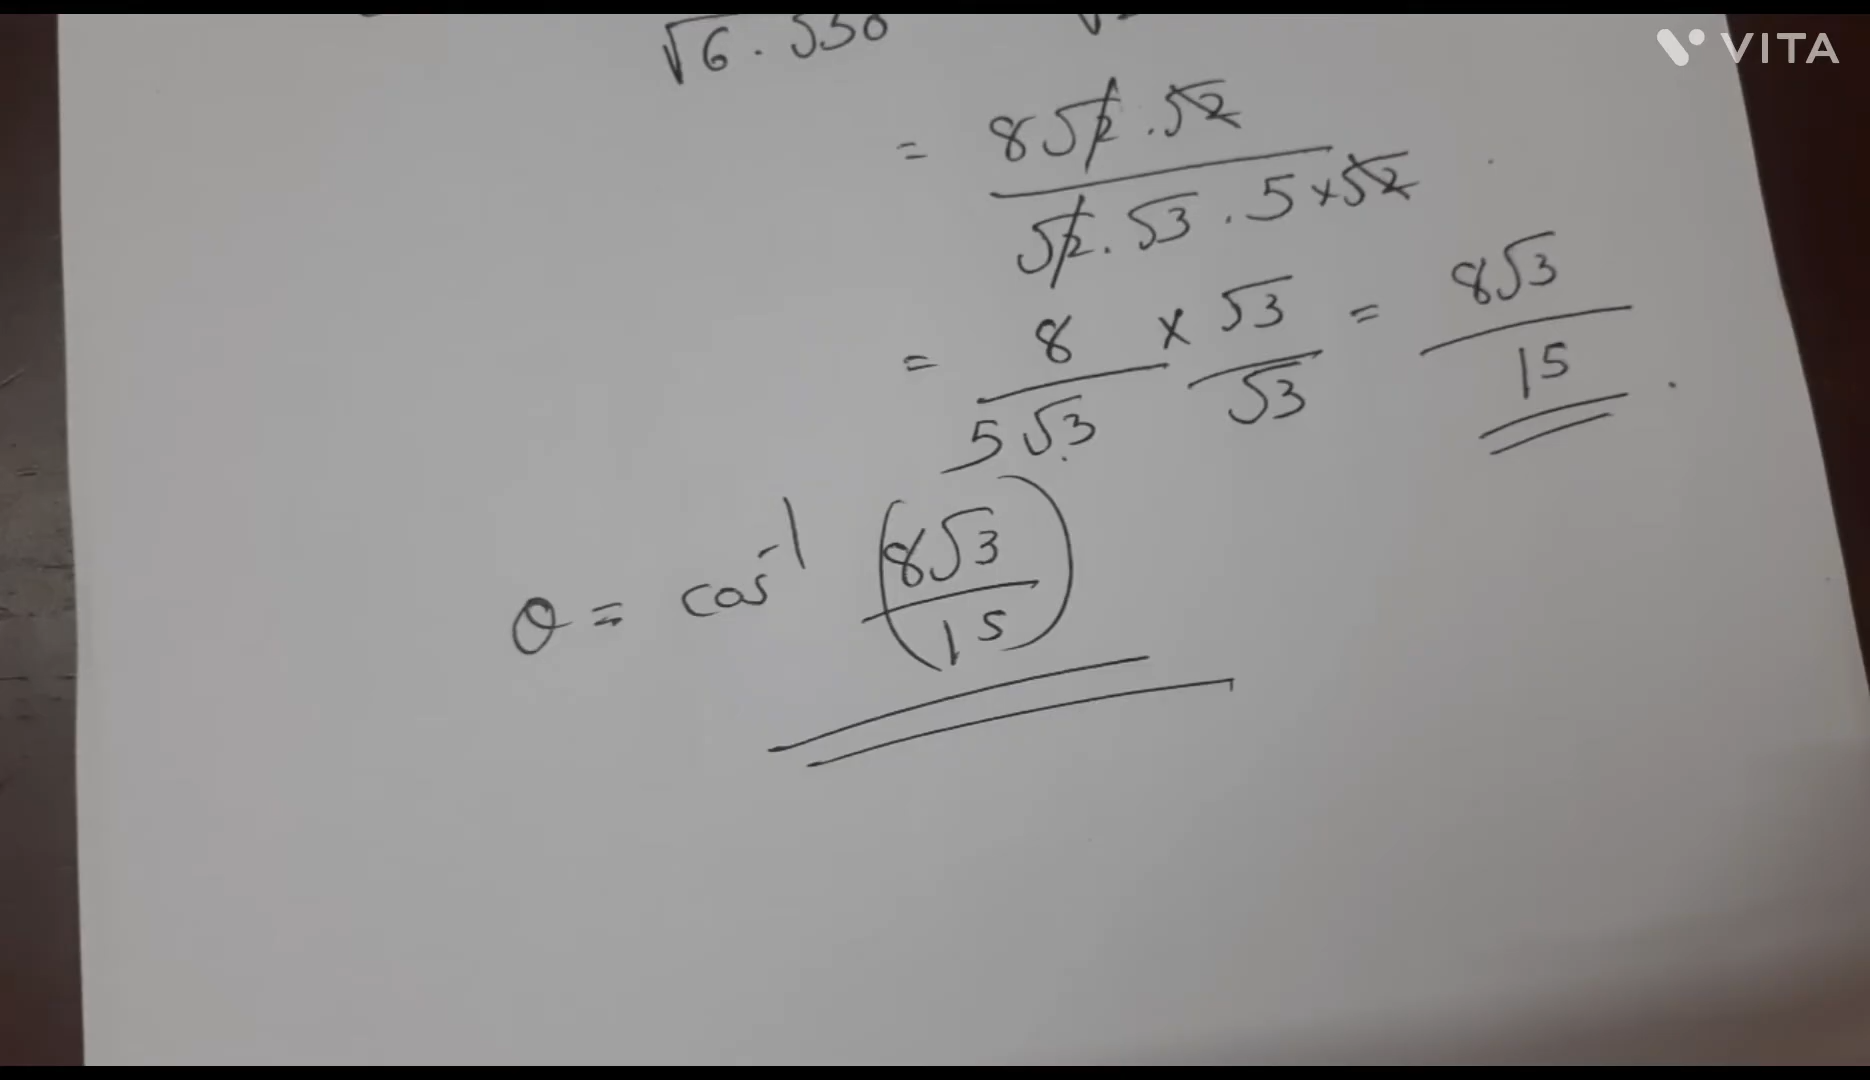 √6 . √50
VITA
= 8√2 . √2 / √2 . √3 . 5 × √2
= 8 / 5√3 × √3 / √3 = 8√3 / 15
θ = cos⁻¹ (8√3 / 15)